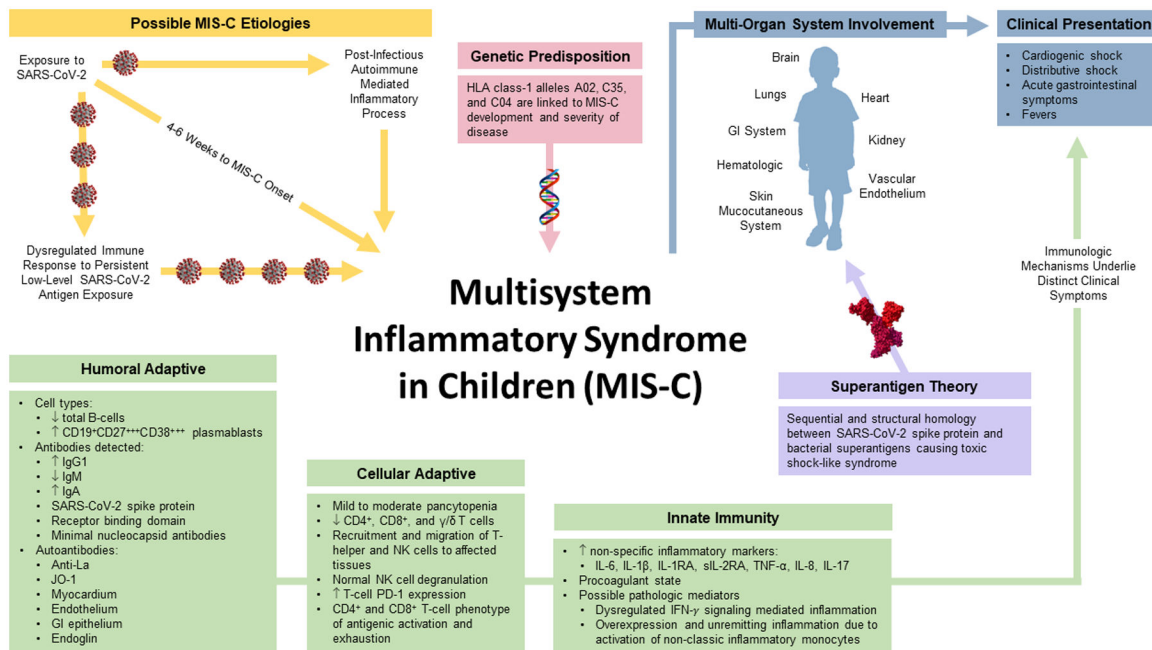 Possible MIS-C Etiologies
Exposure to
SARS-CoV-2
Post-Infectious
Autoimmune
Mediated
Inflammatory
Process
4-6 Weeks to MIS-C Onset
Dysregulated Immune
Response to Persistent
Low-Level SARS-CoV-2
Antigen Exposure
Genetic Predisposition
HLA class-1 alleles A02, C35,
and C04 are linked to MIS-C
development and severity of
disease
Multi-Organ System Involvement
Brain
Lungs
Heart
GI System
Kidney
Hematologic
Vascular
Endothelium
Skin
Mucocutaneous
System
Clinical Presentation
• Cardiogenic shock
• Distributive shock
• Acute gastrointestinal
symptoms
• Fevers
Immunologic
Mechanisms Underlie
Distinct Clinical
Symptoms
Multisystem
Inflammatory Syndrome
in Children (MIS-C)
Superantigen Theory
Sequential and structural homology
between SARS-CoV-2 spike protein and
bacterial superantigens causing toxic
shock-like syndrome
Humoral Adaptive
• Cell types:
• ↓ total B-cells
• ↑ CD19⁺CD27⁺⁺⁺CD38⁺⁺⁺ plasmablasts
• Antibodies detected:
• ↑ IgG1
• ↓ IgM
• ↑ IgA
• SARS-CoV-2 spike protein
• Receptor binding domain
• Minimal nucleocapsid antibodies
• Autoantibodies:
• Anti-La
• JO-1
• Myocardium
• Endothelium
• GI epithelium
• Endoglin
Cellular Adaptive
• Mild to moderate pancytopenia
• ↓ CD4⁺, CD8⁺, and γ/δ T cells
• Recruitment and migration of T-
helper and NK cells to affected
tissues
• Normal NK cell degranulation
• ↑ T-cell PD-1 expression
• CD4⁺ and CD8⁺ T-cell phenotype
of antigenic activation and
exhaustion
Innate Immunity
• ↑ non-specific inflammatory markers:
• IL-6, IL-1β, IL-1RA, sIL-2RA, TNF-α, IL-8, IL-17
• Procoagulant state
• Possible pathologic mediators
• Dysregulated IFN-γ signaling mediated inflammation
• Overexpression and unremitting inflammation due to
activation of non-classic inflammatory monocytes